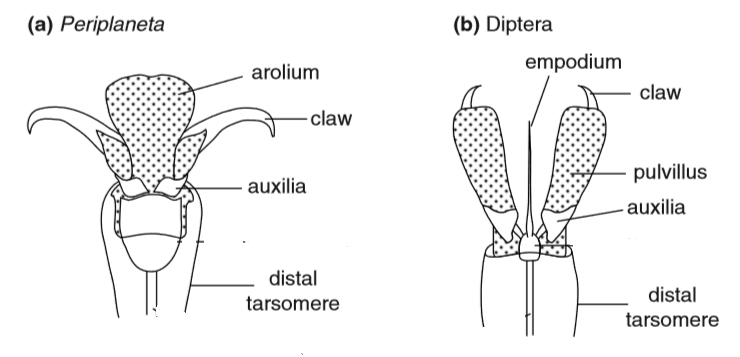 (a) Periplaneta
arolium
claw
auxilia
distal
tarsomere
(b) Diptera
empodium
claw
pulvillus
auxilia
distal
tarsomere